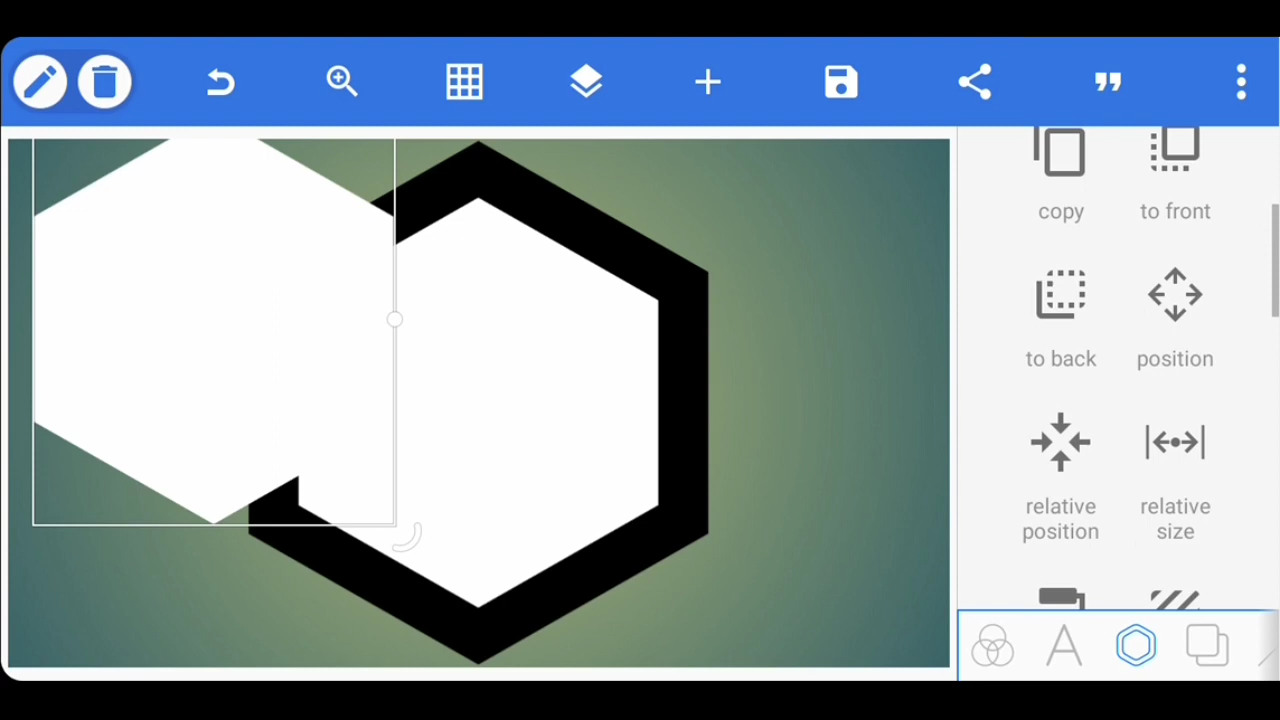 copy
to front
to back
position
relative
position
relative
size